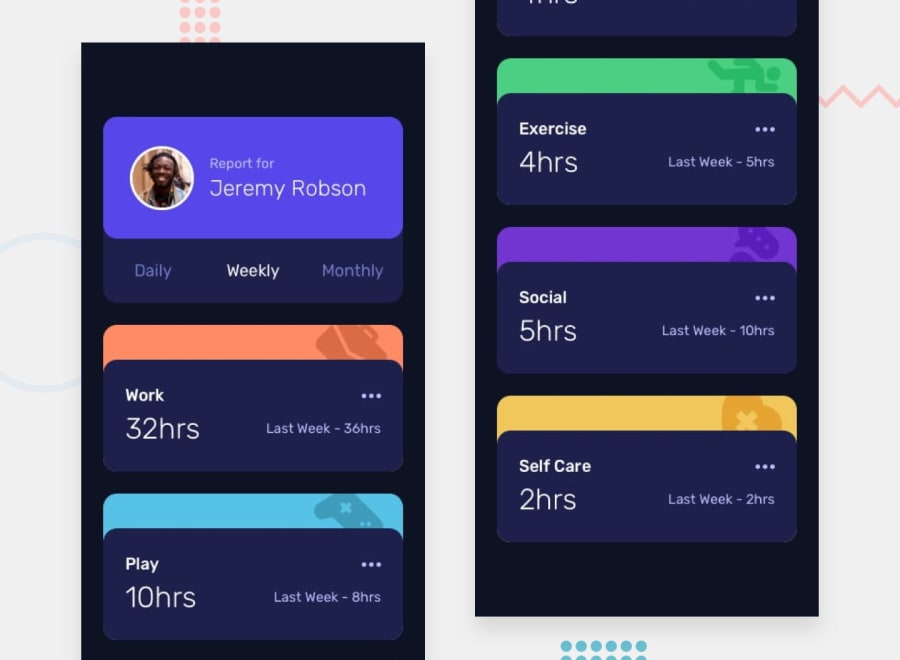 Report for
Jeremy Robson
Daily Weekly Monthly
Work
32hrs Last Week - 36hrs
Play
10hrs Last Week - 8hrs
Exercise
4hrs Last Week - 5hrs
Social
5hrs Last Week - 10hrs
Self Care
2hrs Last Week - 2hrs